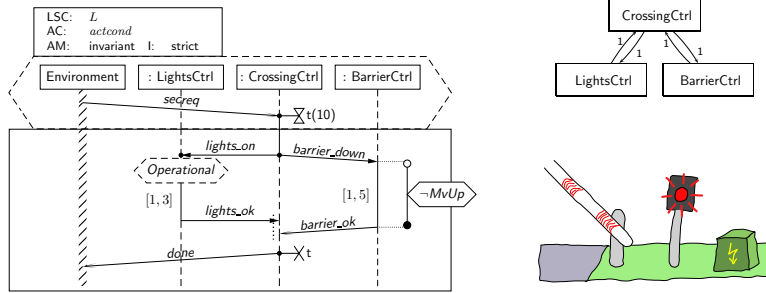 LSC: L
AC: actcond
AM: invariant I: strict
Environment : LightsCtrl : CrossingCtrl : BarrierCtrl
secreq
t(10)
lights_on barrier_down
Operational
¬MvUp
[1, 3] [1, 5]
lights_ok barrier_ok
done t
CrossingCtrl
1 1
1 1
LightsCtrl BarrierCtrl